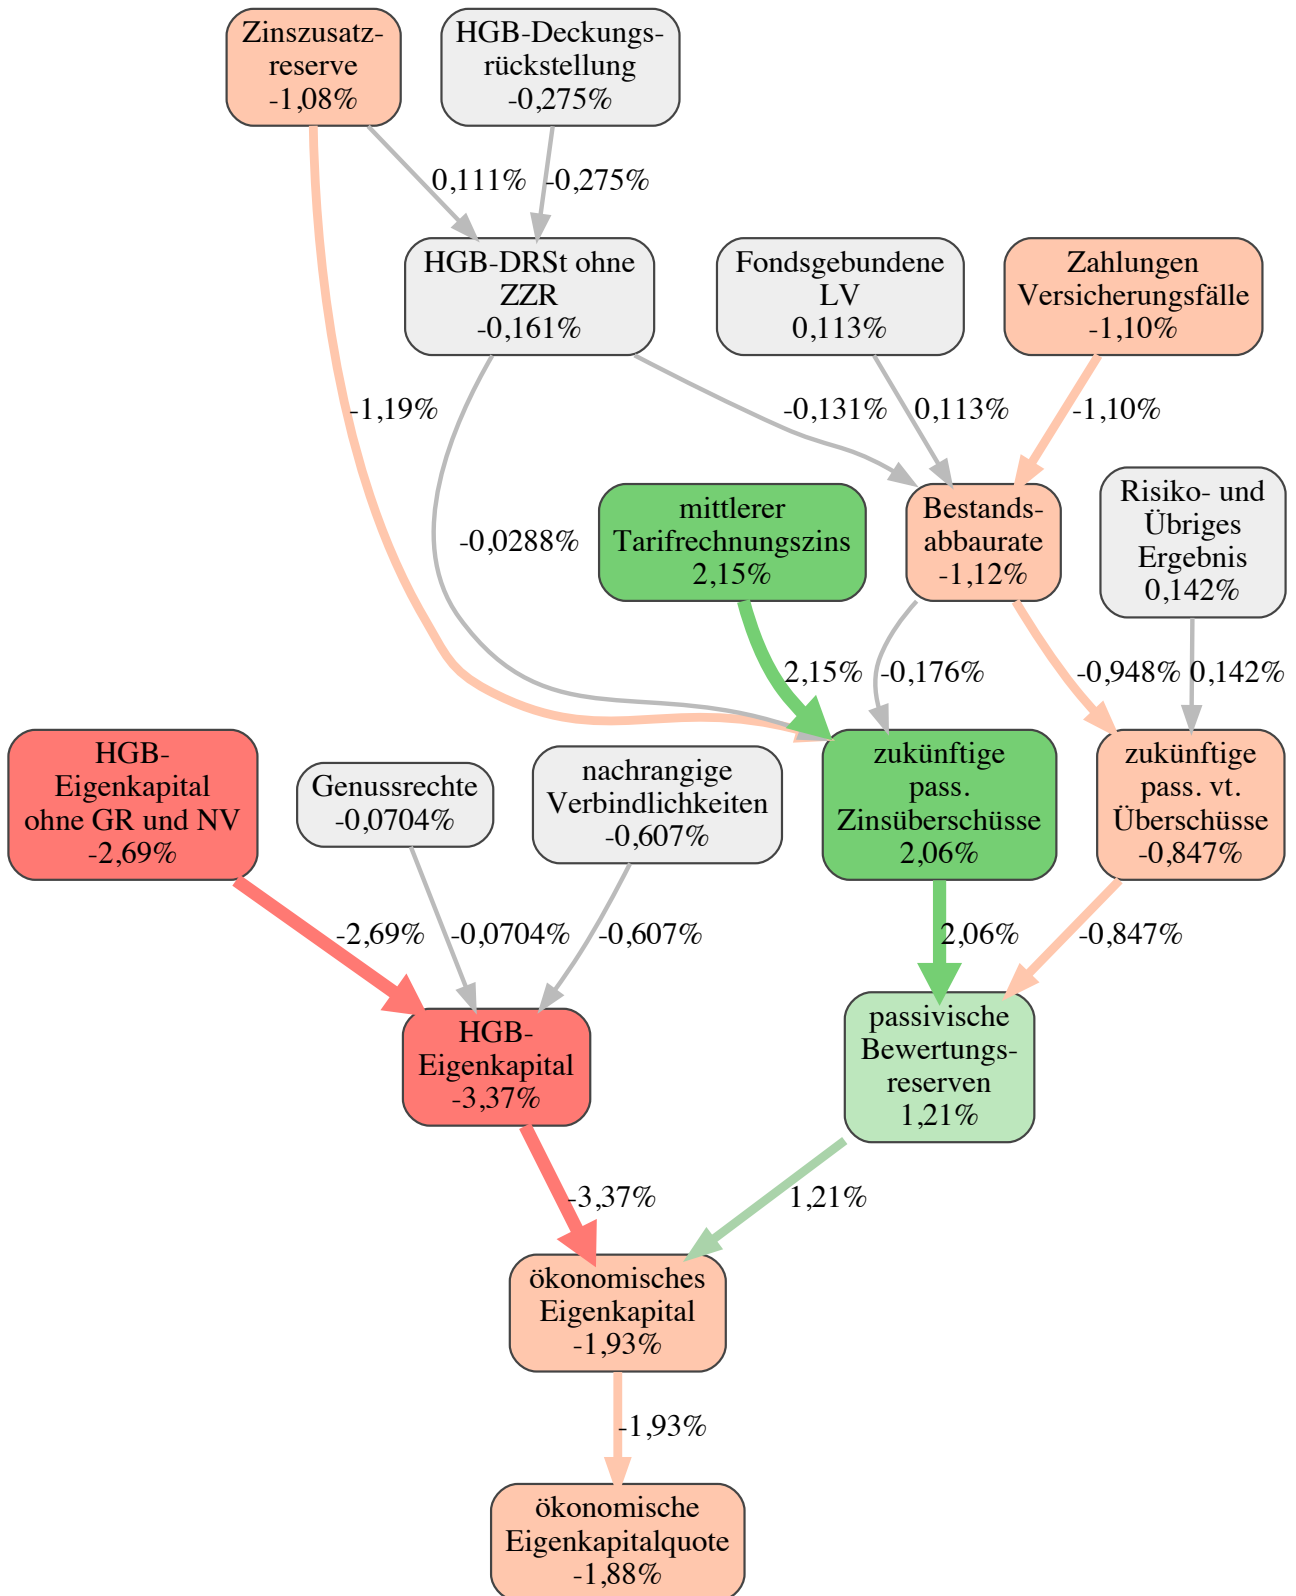 Zinszusatz-
reserve
-1,08%
HGB-Deckungs-
rückstellung
-0,275%
0,111%
-0,275%
HGB-DRSt ohne
ZZR
-0,161%
Fondsgebundene
LV
0,113%
Zahlungen
Versicherungsfälle
-1,10%
-1,19%
-0,131%
0,113%
-1,10%
mittlerer
Tarifrechnungszins
2,15%
Bestands-
abbaurate
-1,12%
Risiko- und
Übriges
Ergebnis
0,142%
-0,0288%
2,15%
-0,176%
-0,948%
0,142%
HGB-
Eigenkapital
ohne GR und NV
-2,69%
Genussrechte
-0,0704%
nachrangige
Verbindlichkeiten
-0,607%
zukünftige
pass.
Zinsüberschüsse
2,06%
zukünftige
pass. vt.
Überschüsse
-0,847%
-2,69%
-0,0704%
-0,607%
2,06%
-0,847%
HGB-
Eigenkapital
-3,37%
passivische
Bewertungs-
reserven
1,21%
-3,37%
1,21%
ökonomisches
Eigenkapital
-1,93%
-1,93%
ökonomische
Eigenkapitalquote
-1,88%